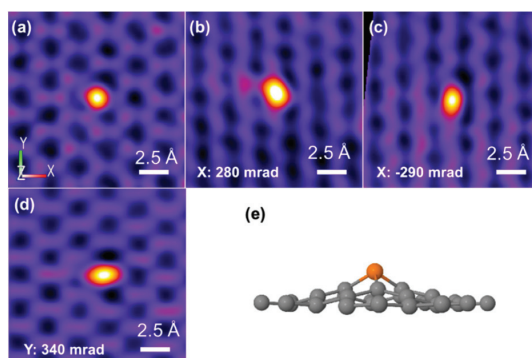 (a)
2.5 Å
Y
Z
X
(b)
2.5 Å
X: 280 mrad
(c)
2.5 Å
X: -290 mrad
(d)
2.5 Å
Y: 340 mrad
(e)